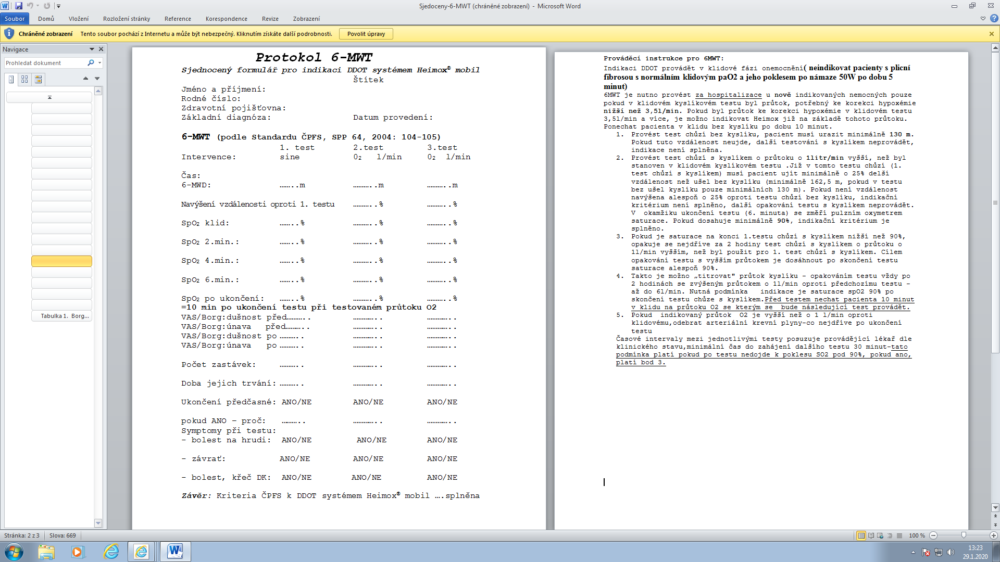 Sjedoceny-6-MWT (chráněné zobrazení) - Microsoft Word
Soubor Domů Vložení Rozložení stránky Reference Korespondence Revize Zobrazení
Chráněné zobrazení Tento soubor pochází z Internetu a může být nebezpečný. Kliknutím získáte další podrobnosti. Povolit úpravy
Navigace
Prohledat dokument
Tabulka 1. Borg...
Protokol 6-MWT
Sjednocený formulář pro indikaci DDOT systémem Heimox® mobil
Štítek
Jméno a příjmení:
Rodné číslo:
Zdravotní pojišťovna:
Základní diagnóza: Datum provedení:
6-MWT (podle Standardu ČPFS, SPP 64, 2004: 104-105)
1. test 2.test 3.test
Intervence: sine O₂ l/min O₂ l/min
Čas:
6-MWD: ……..m ………..m ………..m
Navýšení vzdálenosti oproti 1. testu ………..% ………..%
SpO₂ klid: ……..% ………..% ………..%
SpO₂ 2.min.: ……..% ………..% ………..%
SpO₂ 4.min.: ……..% ………..% ………..%
SpO₂ 6.min.: ……..% ………..% ………..%
SpO₂ po ukončení: ……..% ………..% ………..%
=10 min po ukončení testu při testovaném průtoku O2
VAS/Borg:dušnost před……….. ………….. …………..
VAS/Borg:únava před……….. ………….. …………..
VAS/Borg:dušnost po ……….. ………….. …………..
VAS/Borg:únava po ……….. ………….. …………..
Počet zastávek: ……….. ………….. …………..
Doba jejich trvání: ……….. ………….. …………..
Ukončení předčasné: ANO/NE ANO/NE ANO/NE
pokud ANO – proč: ……….. ………….. …………..
Symptomy při testu:
- bolest na hrudi: ANO/NE ANO/NE ANO/NE
- závrať: ANO/NE ANO/NE ANO/NE
- bolest, křeč DK: ANO/NE ANO/NE ANO/NE
Závěr: Kriteria ČPFS k DDOT systémem Heimox® mobil ….splněna
Prováděcí instrukce pro 6MWT:
Indikaci DDOT provádět v klidové fázi onemocnění( neindikovat pacienty s plicní
fibrosou s normálním klidovým paO2 a jeho poklesem po námaze 50W po dobu 5
minut)
6MWT je nutno provést za hospitalizace u nově indikovaných nemocných pouze
pokud v klidovém kyslíkovém testu byl průtok, potřebný ke korekci hypoxémie
nižší než 3,5l/min. Pokud byl průtok ke korekci hypoxémie v klidovém testu
3,5l/min a více, je možno indikovat Heimox již na základě tohoto průtoku.
Ponechat pacienta v klidu bez kyslíku po dobu 10 minut.
1. Provést test chůzí bez kyslíku, pacient musí urazit minimálně 130 m.
Pokud tuto vzdálenost neujde, další testování s kyslíkem neprovádět,
indikace není splněna.
2. Provést test chůzí s kyslíkem o průtoku o 1litr/min vyšší, než byl
stanoven v klidovém kyslíkovém testu .Již v tomto testu chůzí (1.
test chůzí s kyslíkem) musí pacient ujít minimálně o 25% delší
vzdálenost než ušel bez kyslíku (minimálně 162,5 m, pokud v testu
bez ušel kyslíku pouze minimálních 130 m). Pokud není vzdálenost
navýšena alespoň o 25% oproti testu chůzí bez kyslíku, indikační
kritérium není splněno, další opakování testu s kyslíkem neprovádět.
V okamžiku ukončení testu (6. minuta) se změří pulzním oxymetrem
saturace. Pokud dosahuje minimálně 90%, indikační kritérium je
splněno.
3. Pokud je saturace na konci 1.testu chůzí s kyslíkem nižší než 90%,
opakuje se nejdříve za 2 hodiny test chůzí s kyslíkem o průtoku o
1l/min vyšším, než byl použit pro 1. test chůzí s kyslíkem. Cílem
opakování testu s vyšším průtokem je dosáhnout po skončení testu
saturace alespoň 90%.
4. Takto je možno „titrovat" průtok kyslíku – opakováním testu vždy po
2 hodinách se zvýšeným průtokem o 1l/min oproti předchozímu testu –
až do 6l/min. Nutná podmínka indikace je saturace spO2 90% po
skončení testu chůze s kyslíkem.Před testem nechat pacienta 10 minut
v klidu na průtoku O2 se kterým se bude následující test provádět.
5. Pokud indikovaný průtok O2 je vyšší než o 1 l/min oproti
klidovému,odebrat arteriální krevní plyny-co nejdříve po ukončení
testu
Časové intervaly mezi jednotlivými testy posuzuje provádějící lékař dle
klinického stavu,minimální čas do zahájení dalšího testu 30 minut-tato
podmínka platí pokud po testu nedojde k poklesu SO2 pod 90%, pokud ano,
platí bod 3.
Stránka: 2 z 3 Slova: 669 100 %
13:23
29.1.2020